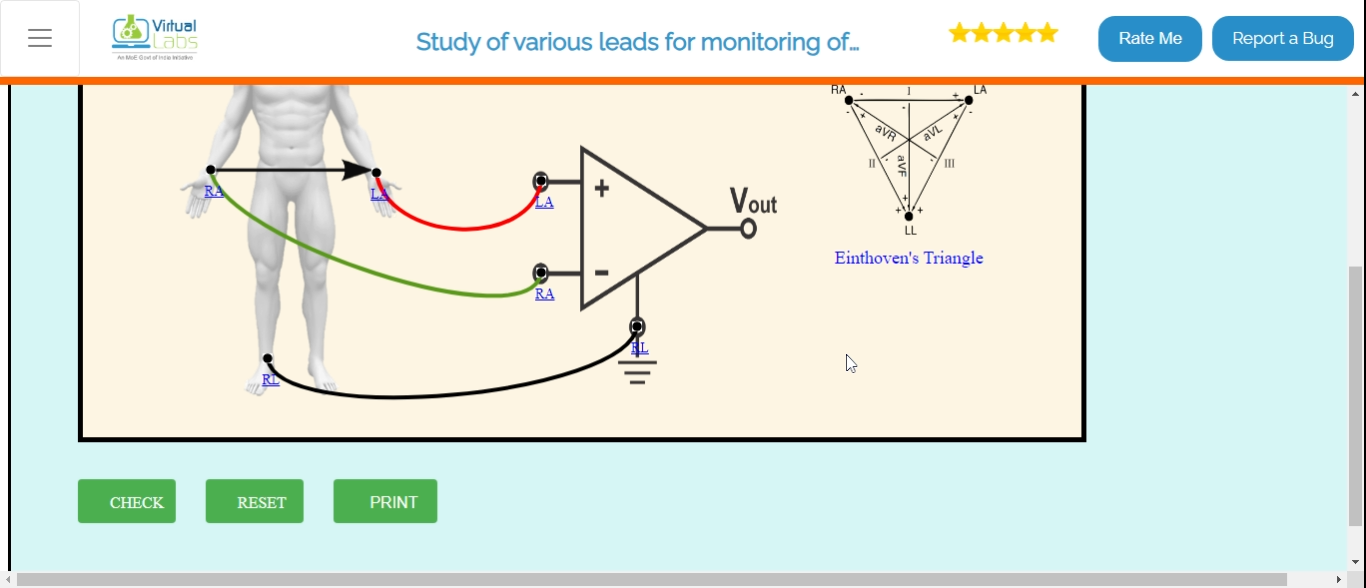 Virtual
Labs
An MoE Govt of India Initiative
Study of various leads for monitoring of...
Rate Me
Report a Bug
RA - I + LA
- + - + -
aVR aVL
II - aVF - III
+
+ +
LL
Einthoven's Triangle
RA
LA
LA
+
Vout
−
RA
RL
RL
CHECK
RESET
PRINT